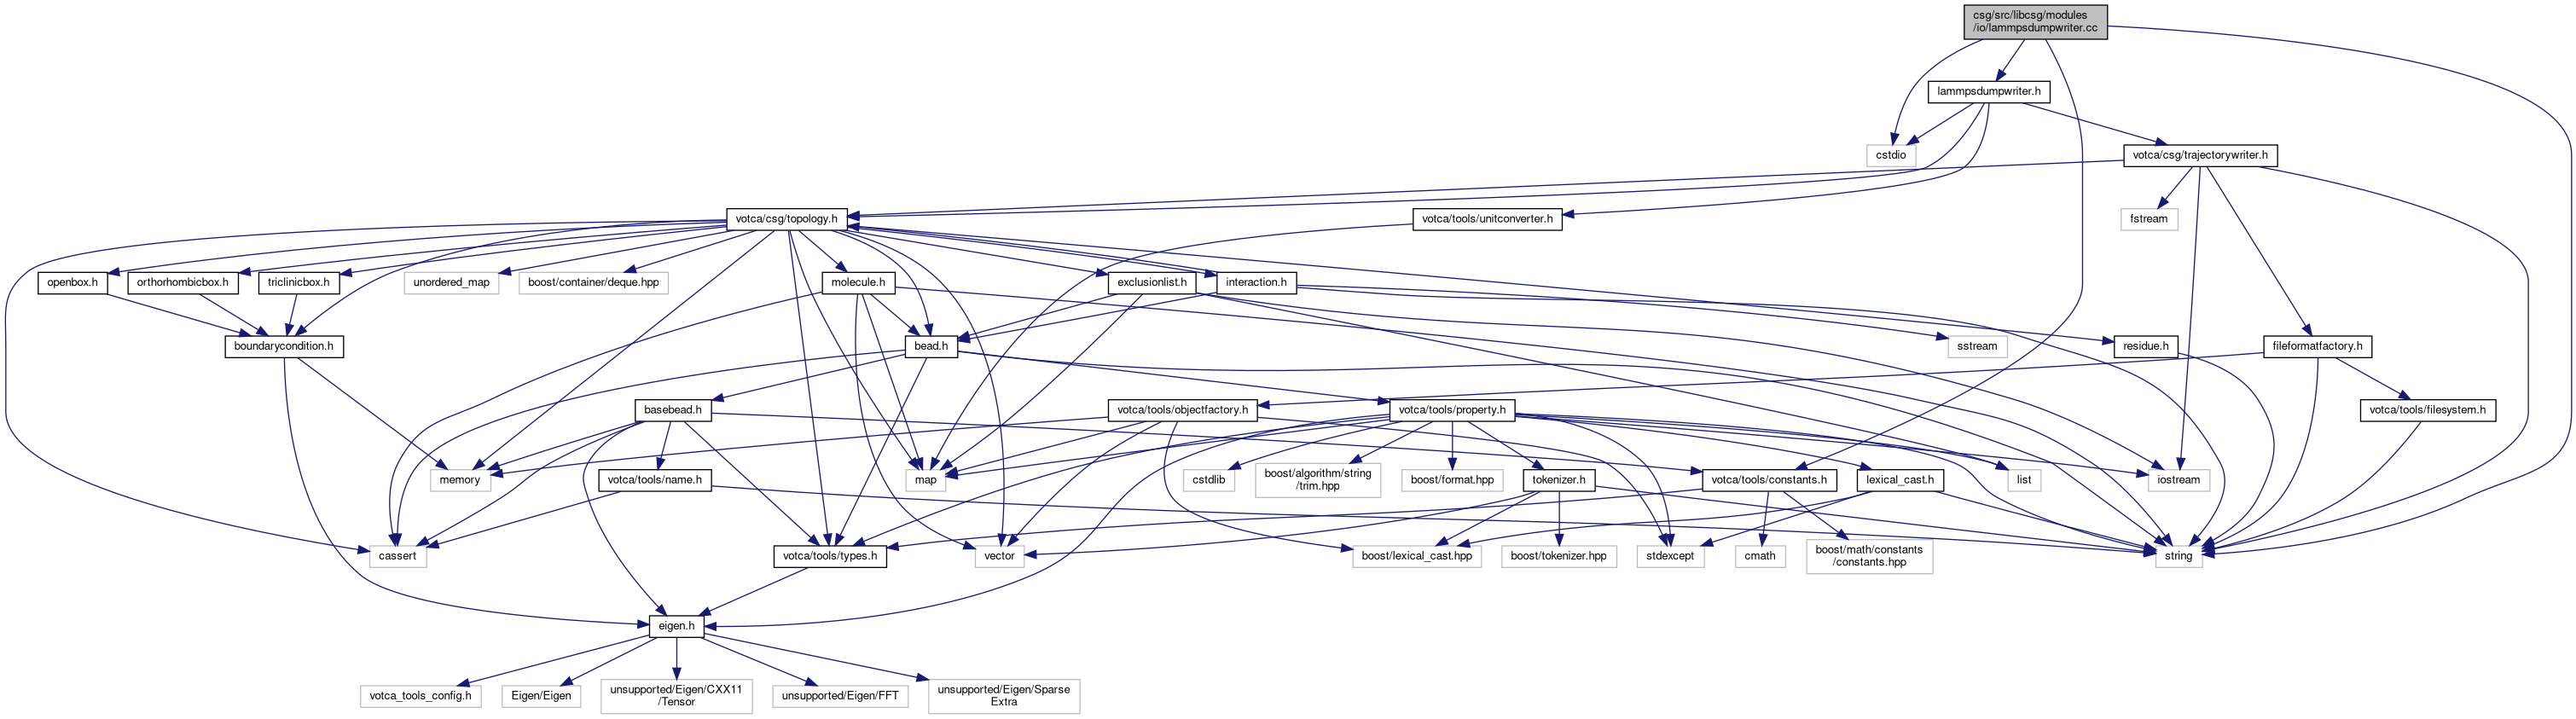 csg/src/libcsg/modules
/io/lammpsdumpwriter.cc
lammpsdumpwriter.h
cstdio
votca/csg/trajectorywriter.h
votca/csg/topology.h
votca/tools/unitconverter.h
fstream
openbox.h
orthorhombicbox.h
triclinicbox.h
unordered_map
boost/container/deque.hpp
molecule.h
exclusionlist.h
interaction.h
boundarycondition.h
bead.h
sstream
residue.h
fileformatfactory.h
basebead.h
votca/tools/objectfactory.h
votca/tools/property.h
votca/tools/filesystem.h
memory
votca/tools/name.h
map
cstdlib
boost/algorithm/string
/trim.hpp
boost/format.hpp
tokenizer.h
votca/tools/constants.h
lexical_cast.h
list
iostream
cassert
votca/tools/types.h
vector
boost/lexical_cast.hpp
boost/tokenizer.hpp
stdexcept
cmath
boost/math/constants
/constants.hpp
string
eigen.h
votca_tools_config.h
Eigen/Eigen
unsupported/Eigen/CXX11
/Tensor
unsupported/Eigen/FFT
unsupported/Eigen/Sparse
Extra